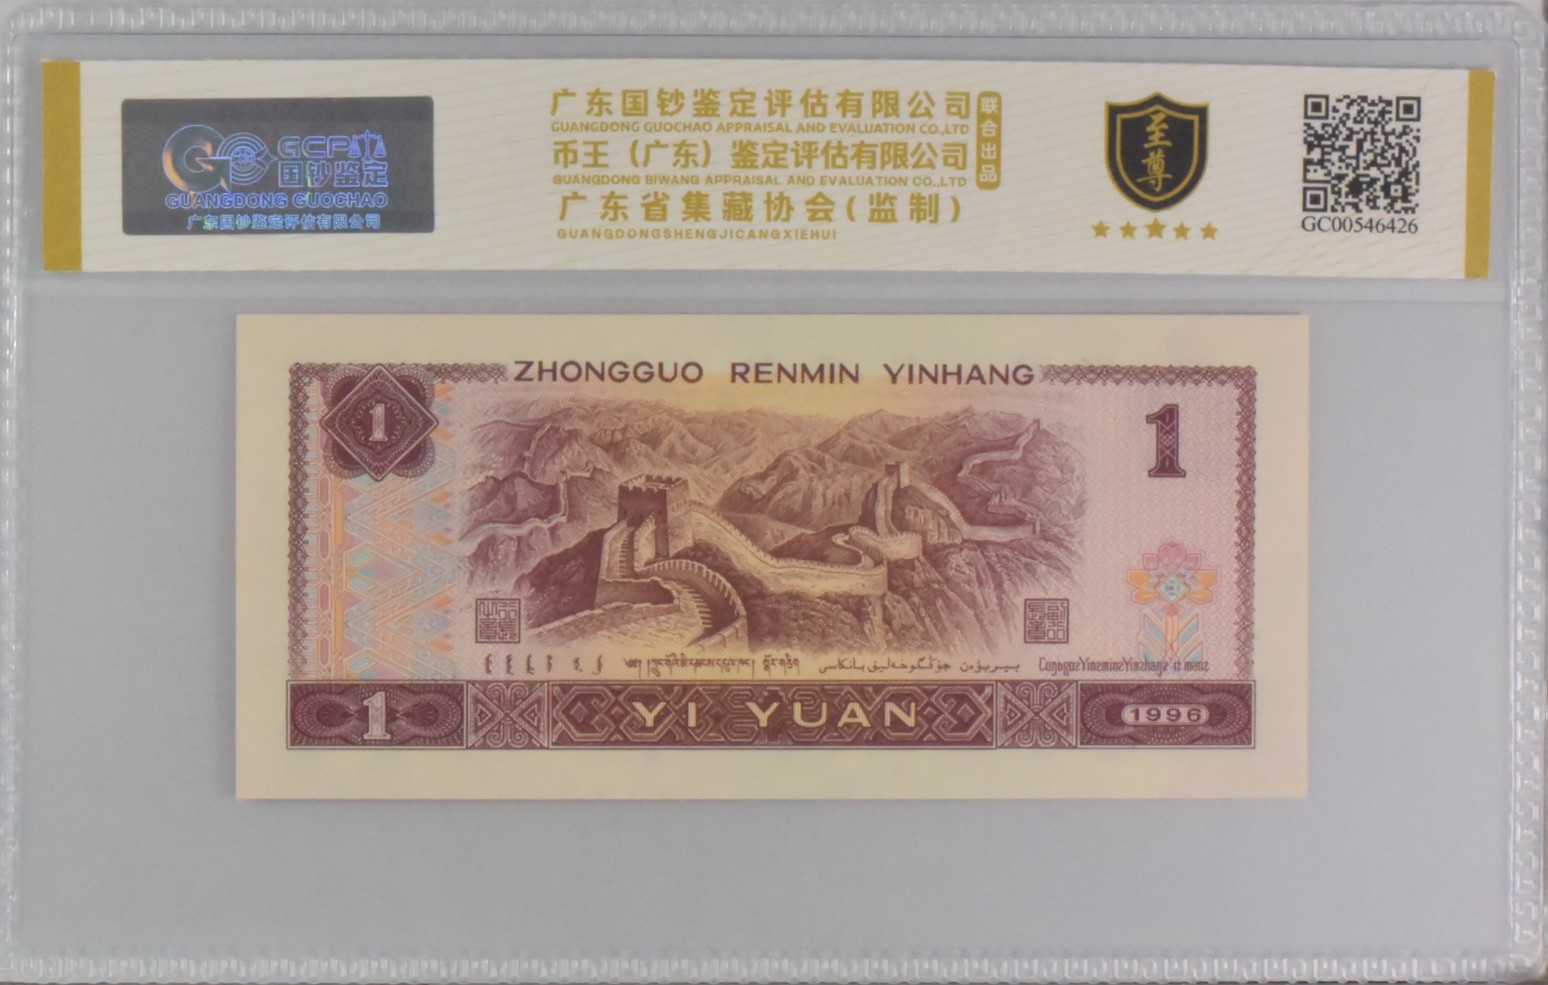 GCP
国钞鉴定
GUANGDONG GUOCHAO
广东国钞鉴定评估有限公司
广东国钞鉴定评估有限公司
GUANGDONG GUOCHAO APPRAISAL AND EVALUATION CO.,LTD
币王（广东）鉴定评估有限公司
GUANGDONG BIWANG APPRAISAL AND EVALUATION CO.,LTD
联合出品
广东省集藏协会(监制)
GUANGDONGSHENGJICANGXIEHUI
至尊
GC00546426
ZHONGGUO RENMIN YINHANG
1
1
1
YI YUAN
1996